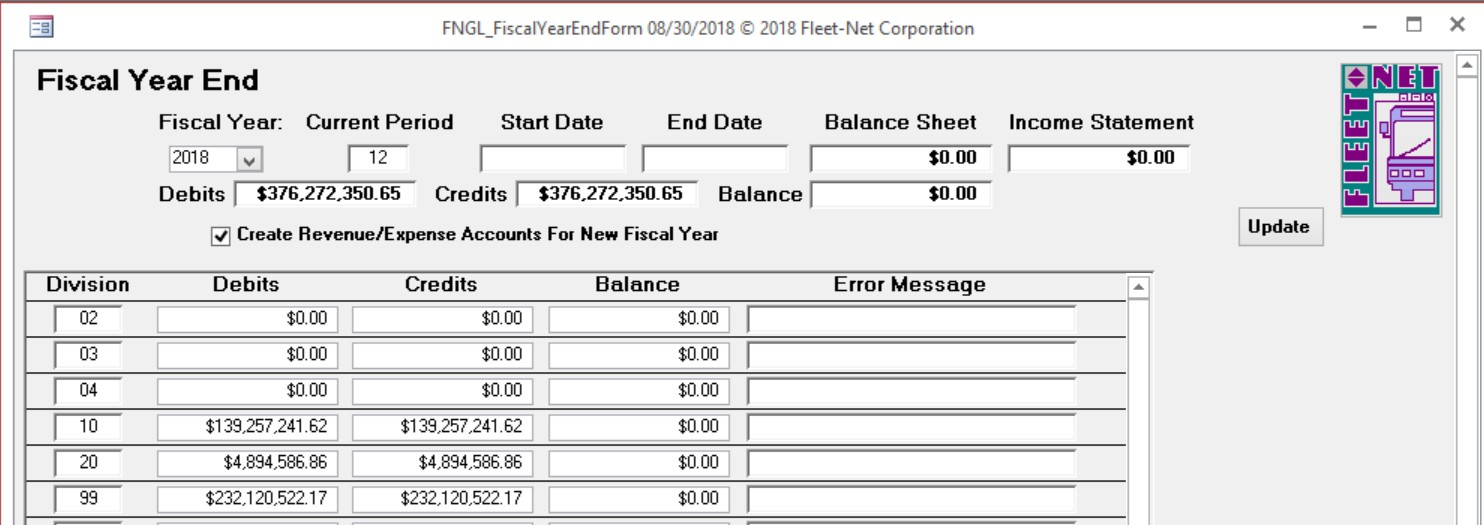 FNGL_FiscalYearEndForm 08/30/2018 © 2018 Fleet-Net Corporation
Fiscal Year End
Fiscal Year: Current Period Start Date End Date Balance Sheet Income Statement
2018 12 $0.00 $0.00
Debits $376,272,350.65 Credits $376,272,350.65 Balance $0.00
Create Revenue/Expense Accounts For New Fiscal Year
Update
FLEET NET
Division Debits Credits Balance Error Message
02 $0.00 $0.00 $0.00
03 $0.00 $0.00 $0.00
04 $0.00 $0.00 $0.00
10 $139,257,241.62 $139,257,241.62 $0.00
20 $4,894,586.86 $4,894,586.86 $0.00
99 $232,120,522.17 $232,120,522.17 $0.00